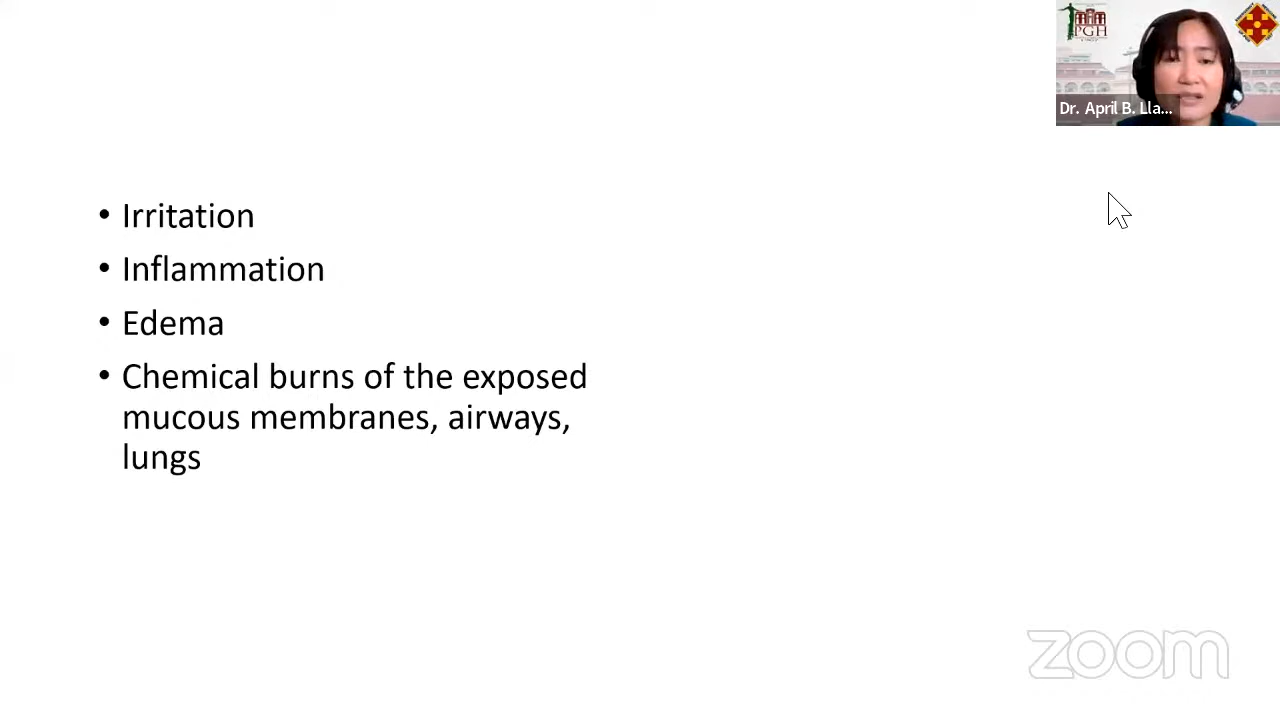 PGH
Dr. April B. Lla...
• Irritation
• Inflammation
• Edema
• Chemical burns of the exposed
mucous membranes, airways,
lungs
zoom